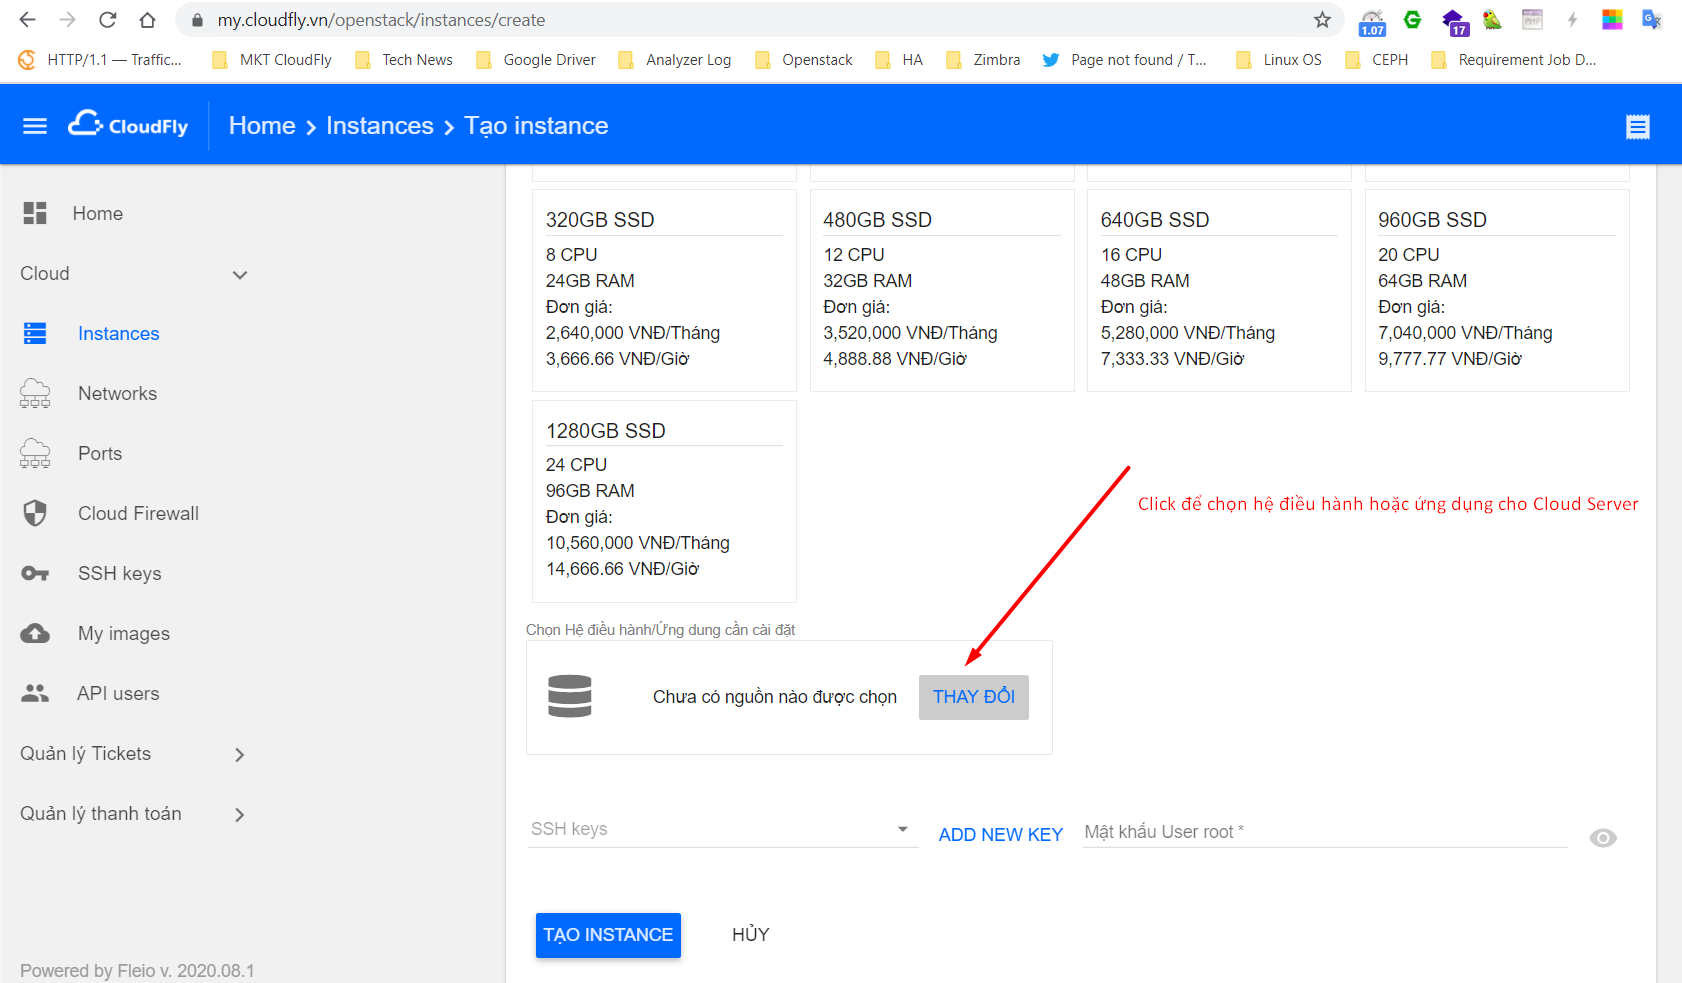 my.cloudfly.vn/openstack/instances/create
1.07
17
HTTP/1.1 — Traffic...
MKT CloudFly
Tech News
Google Driver
Analyzer Log
Openstack
HA
Zimbra
Page not found / T...
Linux OS
CEPH
Requirement Job D...
CloudFly
Home > Instances > Tạo instance
Home
Cloud
Instances
Networks
Ports
Cloud Firewall
SSH keys
My images
API users
Quản lý Tickets
Quản lý thanh toán
Powered by Fleio v. 2020.08.1
320GB SSD
8 CPU
24GB RAM
Đơn giá:
2,640,000 VNĐ/Tháng
3,666.66 VNĐ/Giờ
480GB SSD
12 CPU
32GB RAM
Đơn giá:
3,520,000 VNĐ/Tháng
4,888.88 VNĐ/Giờ
640GB SSD
16 CPU
48GB RAM
Đơn giá:
5,280,000 VNĐ/Tháng
7,333.33 VNĐ/Giờ
960GB SSD
20 CPU
64GB RAM
Đơn giá:
7,040,000 VNĐ/Tháng
9,777.77 VNĐ/Giờ
1280GB SSD
24 CPU
96GB RAM
Đơn giá:
10,560,000 VNĐ/Tháng
14,666.66 VNĐ/Giờ
Click để chọn hệ điều hành hoặc ứng dụng cho Cloud Server
Chọn Hệ điều hành/Ứng dung cần cài đặt
Chưa có nguồn nào được chọn
THAY ĐỔI
SSH keys
ADD NEW KEY
Mật khẩu User root *
TẠO INSTANCE
HỦY